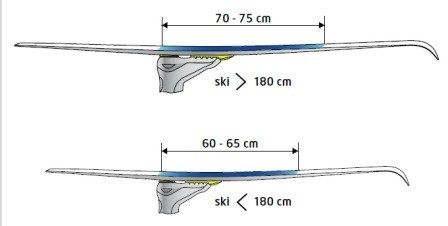 70 - 75 cm
ski > 180 cm
60 - 65 cm
ski < 180 cm